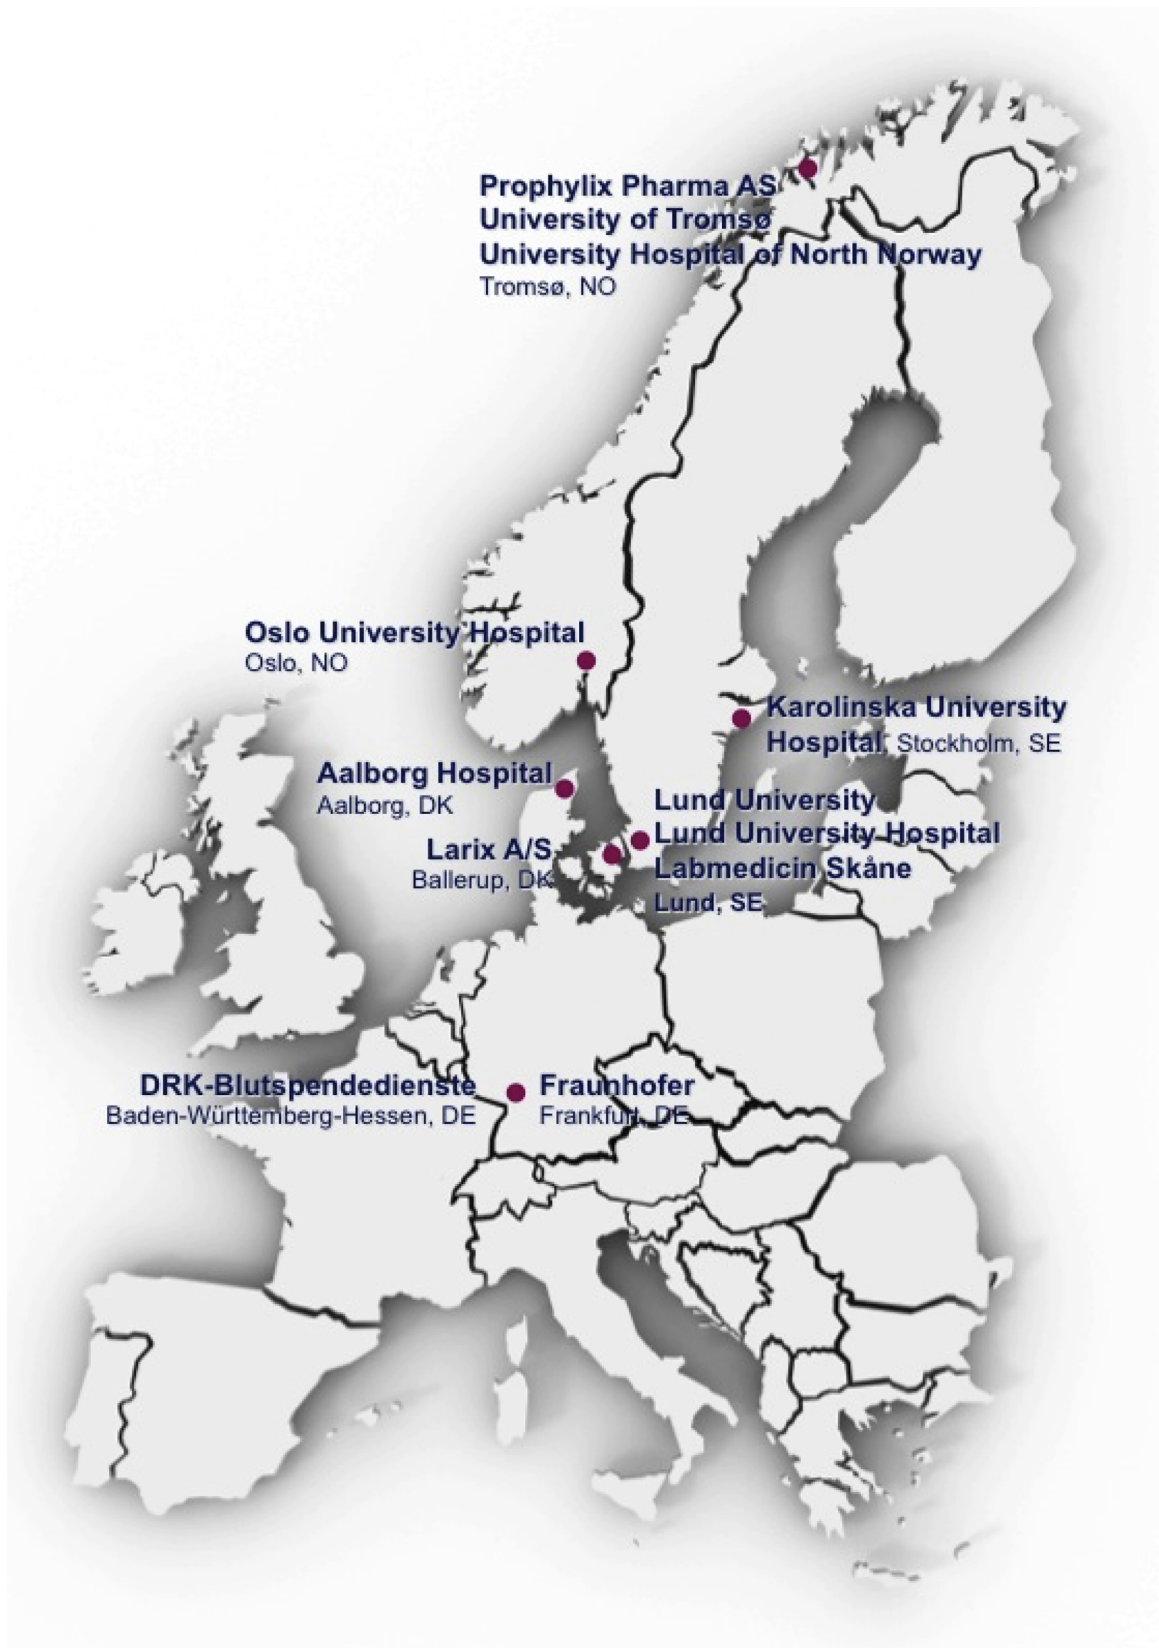 Prophylix Pharma AS
University of Tromsø
University Hospital of North Norway
Tromsø, NO
Oslo University Hospital
Oslo, NO
Karolinska University
Hospital, Stockholm, SE
Aalborg Hospital
Aalborg, DK
Lund University
Lund University Hospital
Labmedicin Skåne
Lund, SE
Larix A/S
Ballerup, DK
DRK-Blutspendedienste
Baden-Württemberg-Hessen, DE
Fraunhofer
Frankfurt, DE